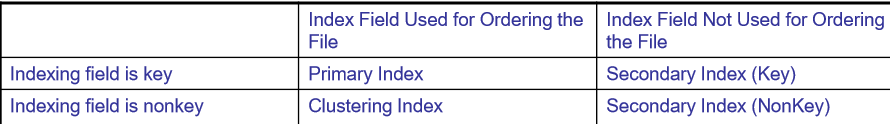 Index Field Used for Ordering the File
Index Field Not Used for Ordering the File
Indexing field is key
Primary Index
Secondary Index (Key)
Indexing field is nonkey
Clustering Index
Secondary Index (NonKey)